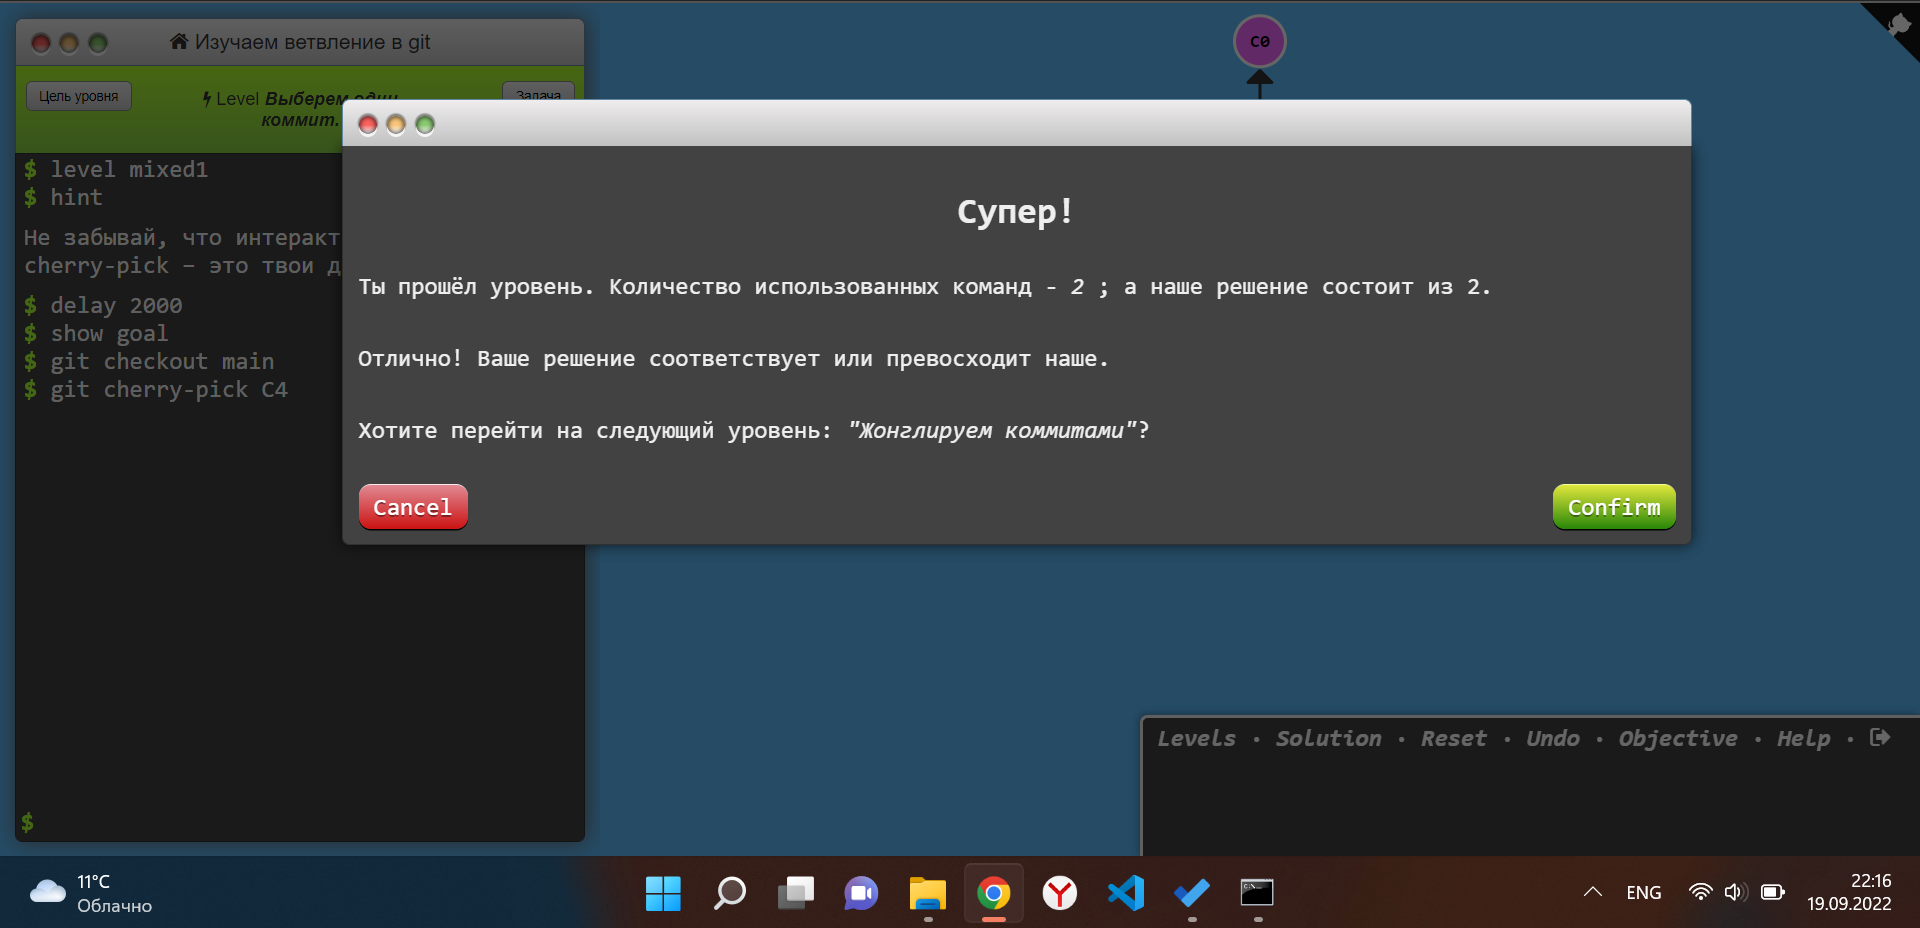 Изучаем ветвление в git
C0
Цель уровня
Level Выберем один
коммит.
Задача
$ level mixed1
$ hint
Не забывай, что интеракт
cherry-pick – это твои д
$ delay 2000
$ show goal
$ git checkout main
$ git cherry-pick C4
$
Супер!
Ты прошёл уровень. Количество использованных команд - 2 ; а наше решение состоит из 2.
Отлично! Ваше решение соответствует или превосходит наше.
Хотите перейти на следующий уровень: "Жонглируем коммитами"?
Cancel
Confirm
Levels · Solution · Reset · Undo · Objective · Help ·
11°C
Облачно
ENG
22:16
19.09.2022